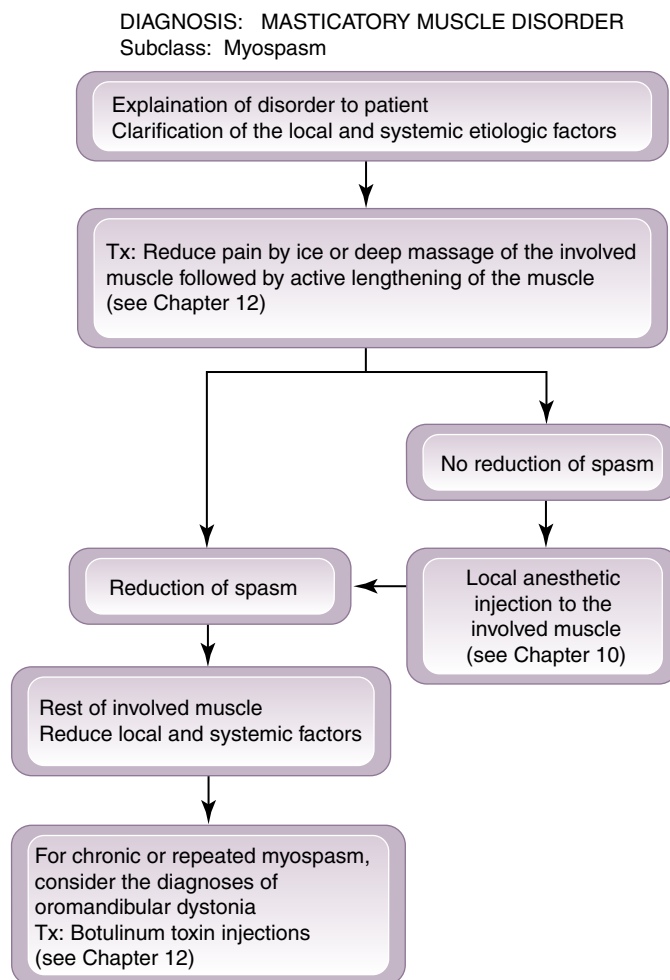 DIAGNOSIS: MASTICATORY MUSCLE DISORDER
Subclass: Myospasm
Explaination of disorder to patient
Clarification of the local and systemic etiologic factors
Tx: Reduce pain by ice or deep massage of the involved
muscle followed by active lengthening of the muscle
(see Chapter 12)
No reduction of spasm
Local anesthetic
injection to the
involved muscle
(see Chapter 10)
Reduction of spasm
Rest of involved muscle
Reduce local and systemic factors
For chronic or repeated myospasm,
consider the diagnoses of
oromandibular dystonia
Tx: Botulinum toxin injections
(see Chapter 12)